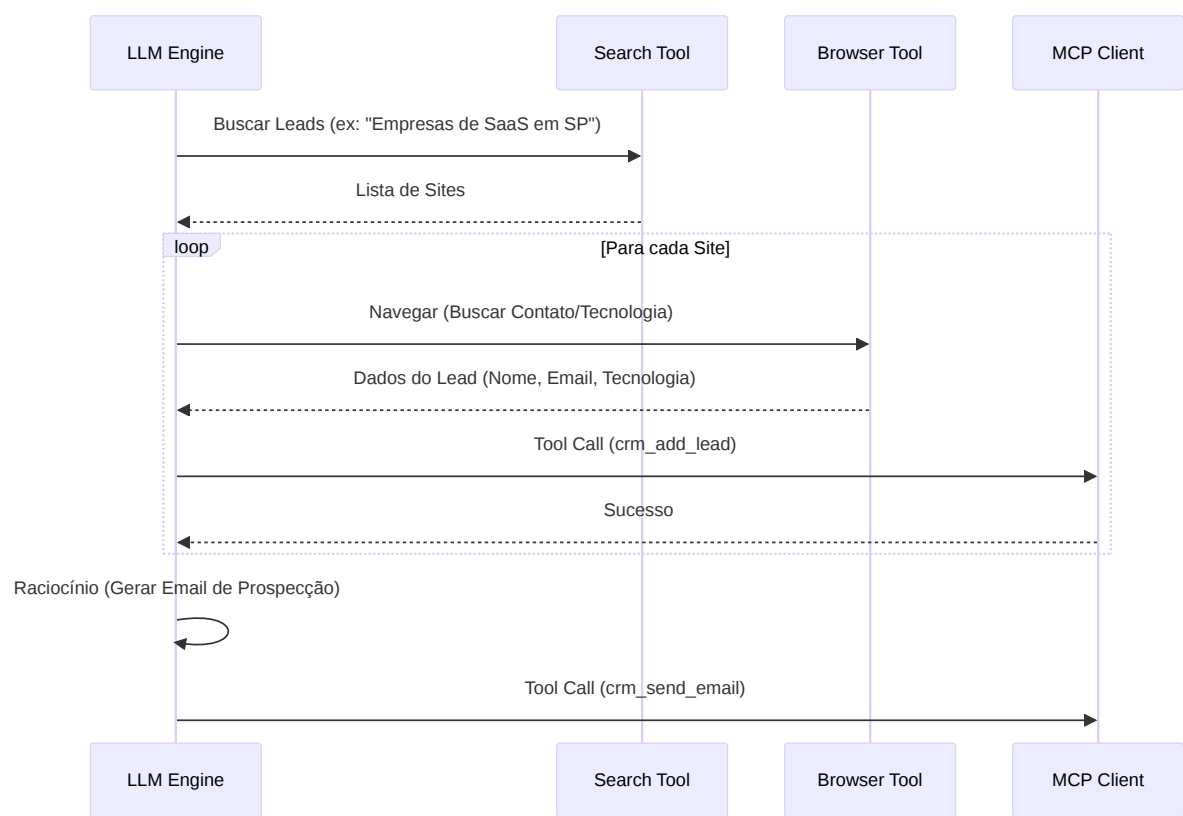 LLM Engine
Search Tool
Browser Tool
MCP Client
Buscar Leads (ex: "Empresas de SaaS em SP")
Lista de Sites
loop
[Para cada Site]
Navegar (Buscar Contato/Tecnologia)
Dados do Lead (Nome, Email, Tecnologia)
Tool Call (crm_add_lead)
Sucesso
Raciocínio (Gerar Email de Prospecção)
Tool Call (crm_send_email)
LLM Engine
Search Tool
Browser Tool
MCP Client